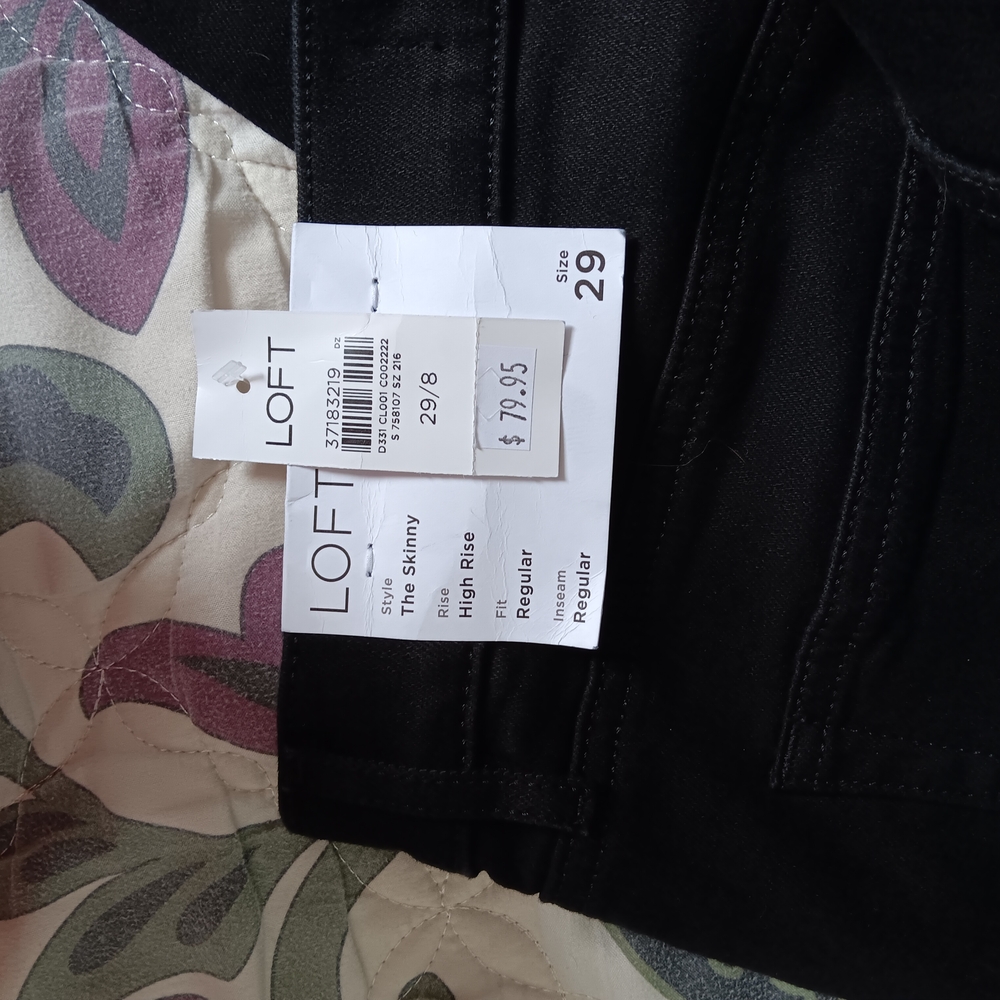 LOFT
37183219 DZ
D331 CL001 C002222
S 758107 SZ 216
29/8
$ 79.95
Size
29
LOFT
Style
The Skinny
Rise
High Rise
Fit
Regular
Inseam
Regular